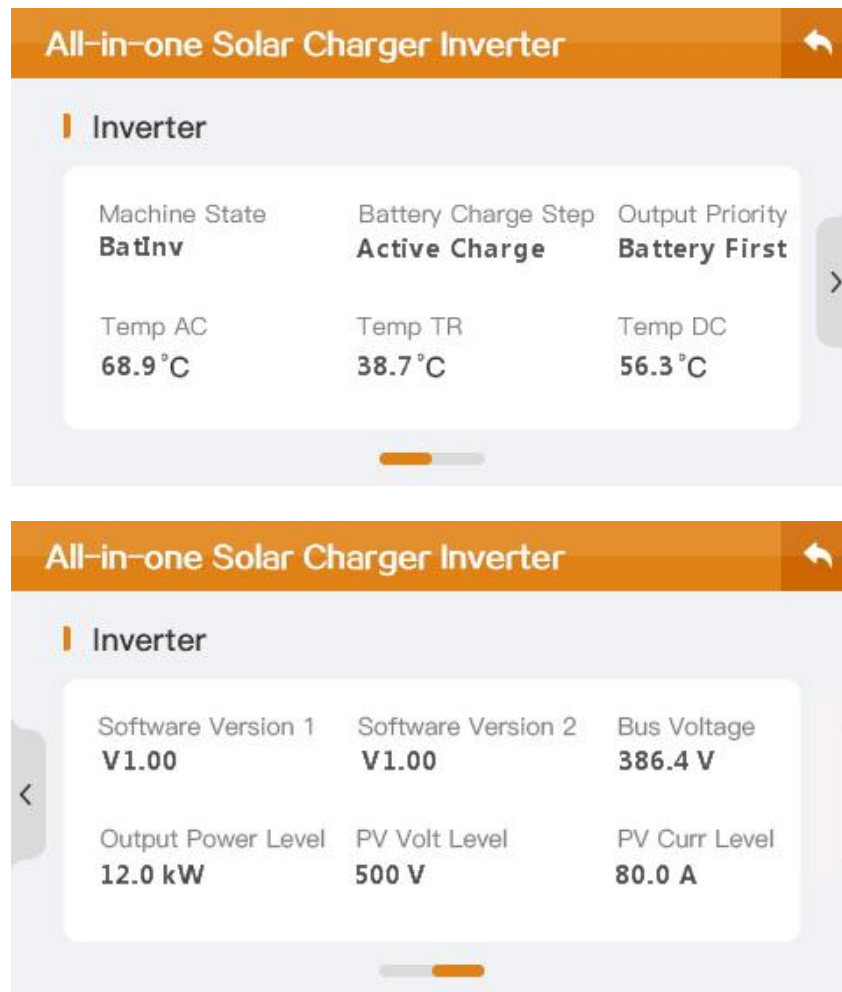 All-in-one Solar Charger Inverter
Inverter
Machine State Battery Charge Step Output Priority
BatInv Active Charge Battery First
Temp AC Temp TR Temp DC
68.9°C 38.7°C 56.3°C
All-in-one Solar Charger Inverter
Inverter
Software Version 1 Software Version 2 Bus Voltage
V1.00 V1.00 386.4 V
Output Power Level PV Volt Level PV Curr Level
12.0 kW 500 V 80.0 A